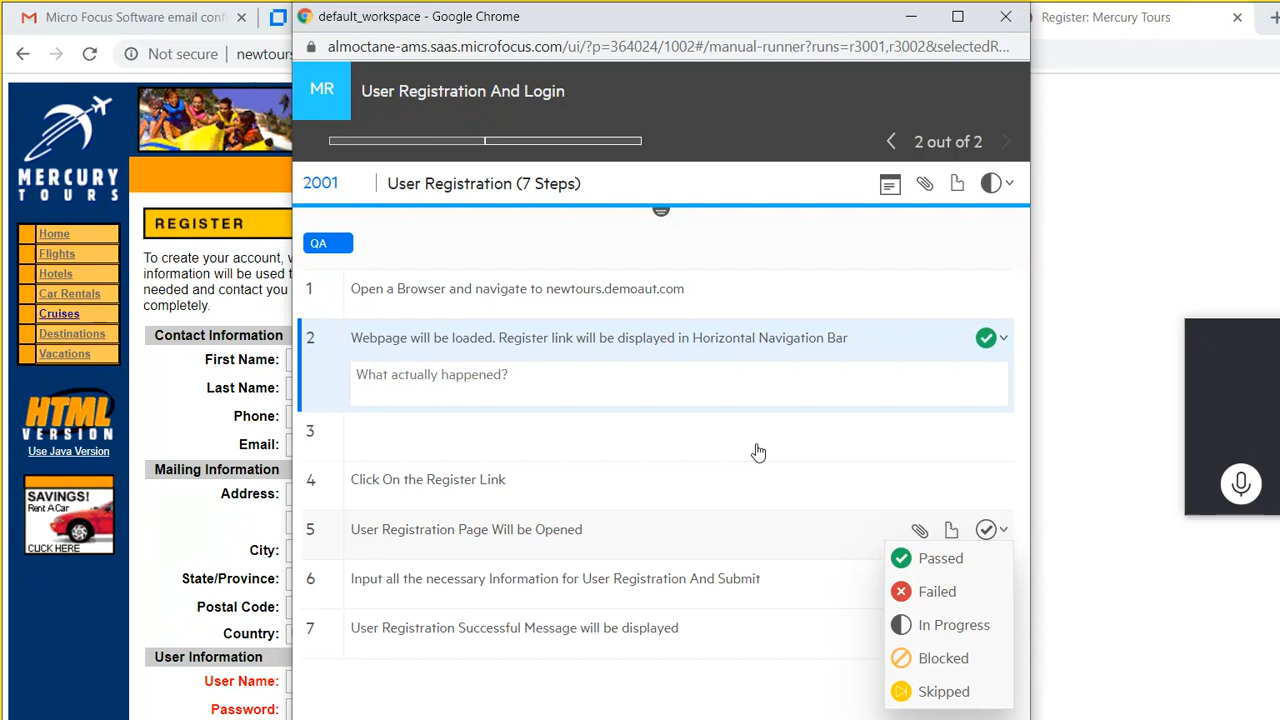 Micro Focus Software email conf
default_workspace - Google Chrome
Register: Mercury Tours
Not secure
newtours
almoctane-ams.saas.microfocus.com/ui/?p=364024/1002#/manual-runner?runs=r3001,r3002&selectedR...
MR
User Registration And Login
2 out of 2
2001
User Registration (7 Steps)
QA
1
Open a Browser and navigate to newtours.demoaut.com
2
Webpage will be loaded. Register link will be displayed in Horizontal Navigation Bar
What actually happened?
3
4
Click On the Register Link
5
User Registration Page Will be Opened
6
Input all the necessary Information for User Registration And Submit
7
User Registration Successful Message will be displayed
Passed
Failed
In Progress
Blocked
Skipped
MERCURY
TOURS
Home
Flights
Hotels
Car Rentals
Cruises
Destinations
Vacations
HTML
VERSION
Use Java Version
SAVINGS!
Rent A Car
CLICK HERE
REGISTER
To create your account, w
information will be used t
needed and contact you
completely.
Contact Information
First Name:
Last Name:
Phone:
Email:
Mailing Information
Address:
City:
State/Province:
Postal Code:
Country:
User Information
User Name:
Password: